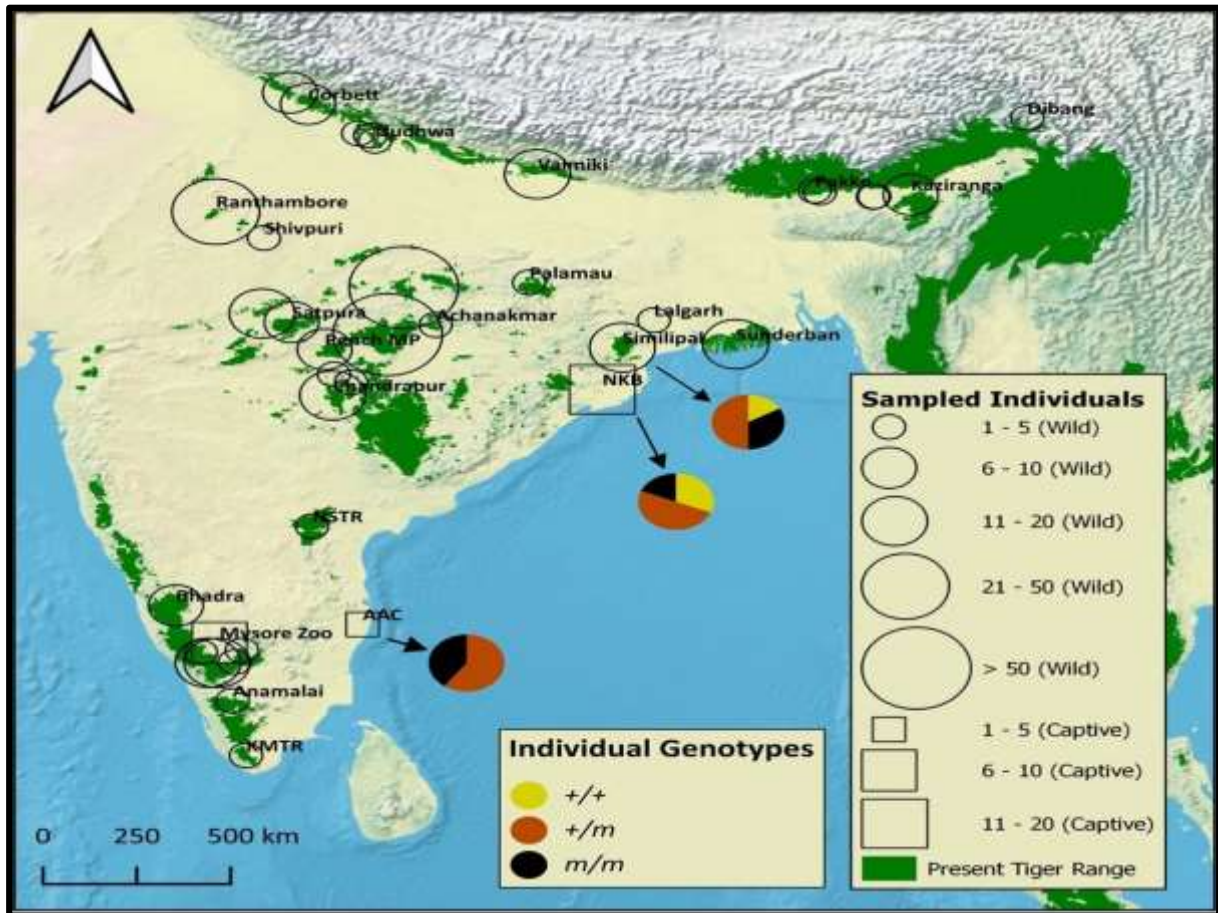 Corbett
Dudhwa
Dibang
Valmiki
Pakke
Kaziranga
Ranthambore
Shivpuri
Palamau
Satpura
Achanakmar
Lalgarh
Pench MP
Similipal
Sunderban
Chandrapur
NKB
NSTR
Bhadra
AAC
Mysore Zoo
Anamalai
KMTR
0 250 500 km
Individual Genotypes
+/+
+/m
m/m
Sampled Individuals
1 - 5 (Wild)
6 - 10 (Wild)
11 - 20 (Wild)
21 - 50 (Wild)
> 50 (Wild)
1 - 5 (Captive)
6 - 10 (Captive)
11 - 20 (Captive)
Present Tiger Range